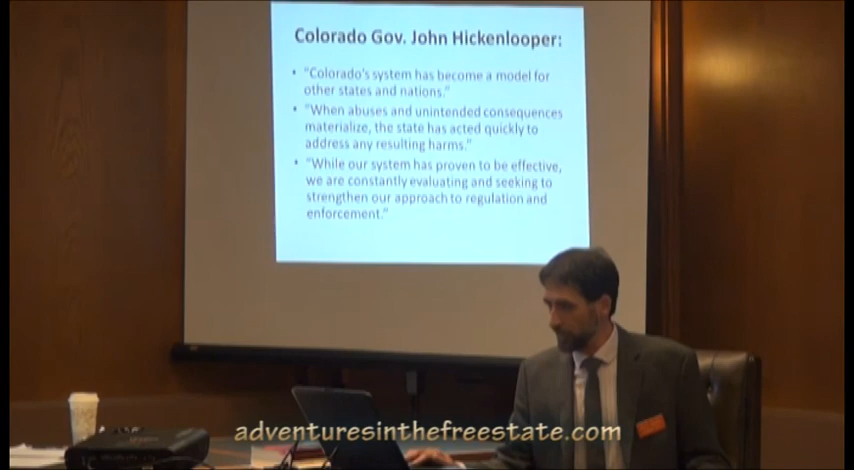 Colorado Gov. John Hickenlooper:
• "Colorado's system has become a model for
other states and nations."
• "When abuses and unintended consequences
materialize, the state has acted quickly to
address any resulting harms."
• "While our system has proven to be effective,
we are constantly evaluating and seeking to
strengthen our approach to regulation and
enforcement."
adventuresinthefreestate.com